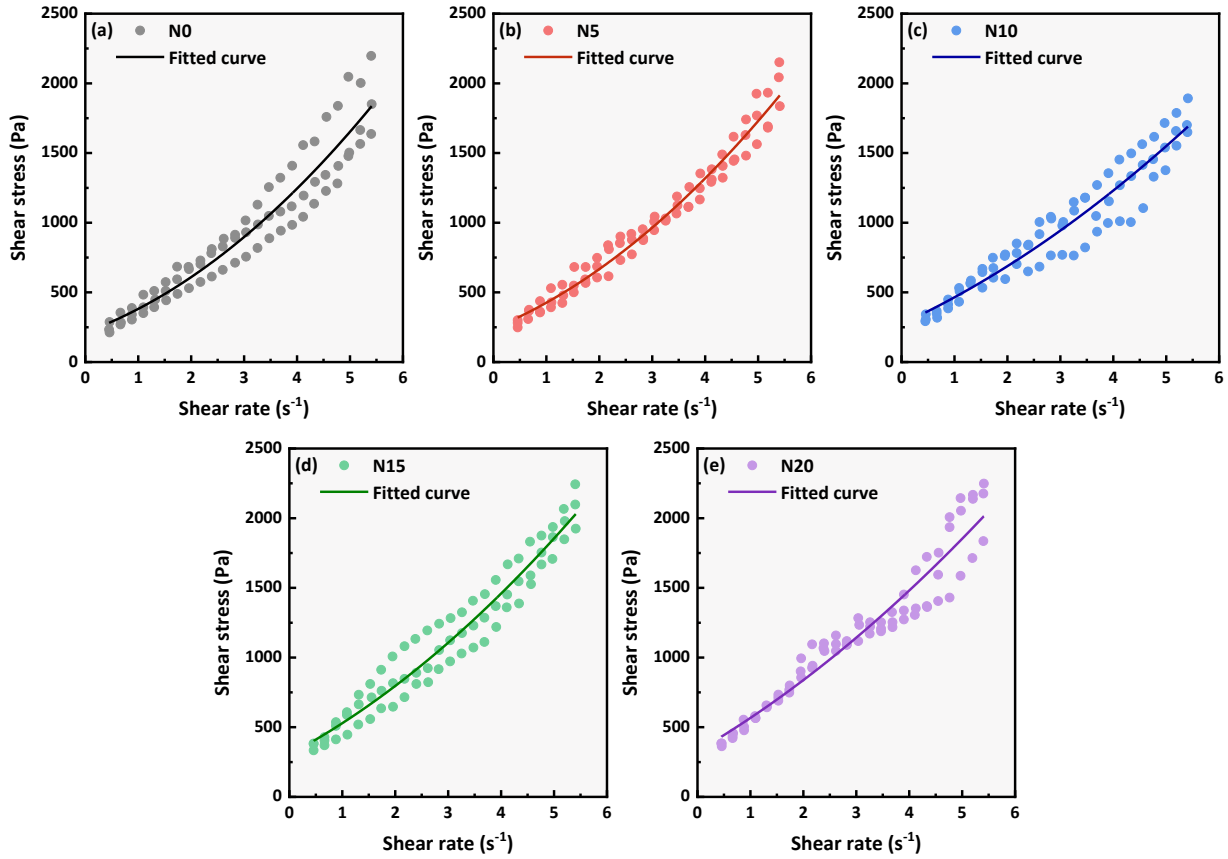 (a)
N0
Fitted curve
2500
2000
1500
1000
500
0
0 1 2 3 4 5 6
Shear stress (Pa)
Shear rate (s⁻¹)
(b)
N5
Fitted curve
2500
2000
1500
1000
500
0
0 1 2 3 4 5 6
Shear stress (Pa)
Shear rate (s⁻¹)
(c)
N10
Fitted curve
2500
2000
1500
1000
500
0
0 1 2 3 4 5 6
Shear stress (Pa)
Shear rate (s⁻¹)
(d)
N15
Fitted curve
2500
2000
1500
1000
500
0
0 1 2 3 4 5 6
Shear stress (Pa)
Shear rate (s⁻¹)
(e)
N20
Fitted curve
2500
2000
1500
1000
500
0
0 1 2 3 4 5 6
Shear stress (Pa)
Shear rate (s⁻¹)